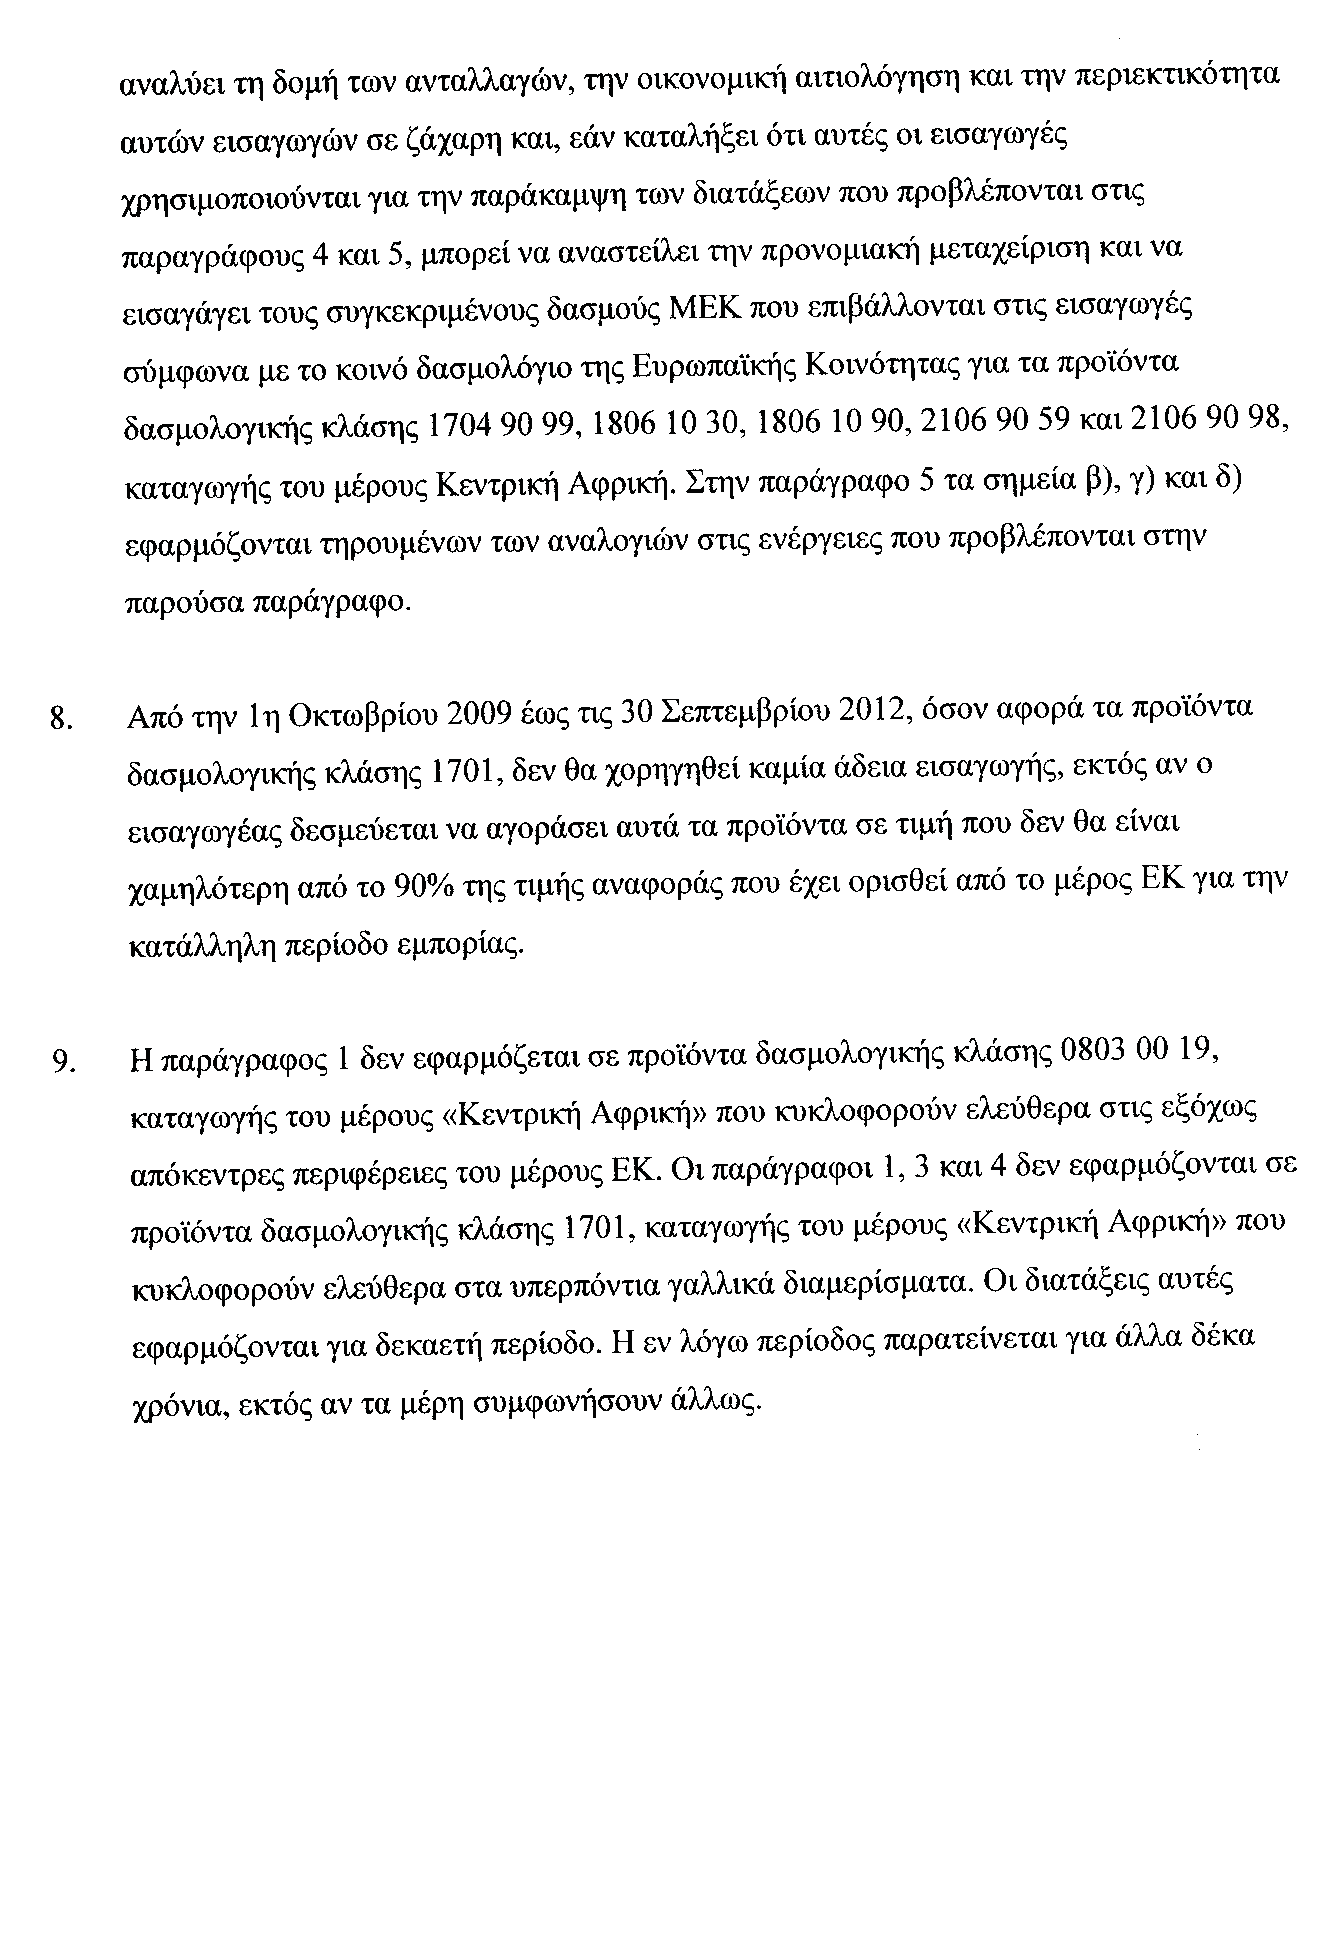 αναλύει τη δομή των ανταλλαγών, την οικονομική αιτιολόγηση και την περιεκτικότητα
αυτών εισαγωγών σε ζάχαρη και, εάν καταλήξει ότι αυτές οι εισαγωγές
χρησιμοποιούνται για την παράκαμψη των διατάξεων που προβλέπονται στις
παραγράφους 4 και 5, μπορεί να αναστείλει την προνομιακή μεταχείριση και να
εισαγάγει τους συγκεκριμένους δασμούς ΜΕΚ που επιβάλλονται στις εισαγωγές
σύμφωνα με το κοινό δασμολόγιο της Ευρωπαϊκής Κοινότητας για τα προϊόντα
δασμολογικής κλάσης 1704 90 99, 1806 10 30, 1806 10 90, 2106 90 59 και 2106 90 98,
καταγωγής του μέρους Κεντρική Αφρική. Στην παράγραφο 5 τα σημεία β), γ) και δ)
εφαρμόζονται τηρουμένων των αναλογιών στις ενέργειες που προβλέπονται στην
παρούσα παράγραφο.
8. Από την 1η Οκτωβρίου 2009 έως τις 30 Σεπτεμβρίου 2012, όσον αφορά τα προϊόντα
δασμολογικής κλάσης 1701, δεν θα χορηγηθεί καμία άδεια εισαγωγής, εκτός αν ο
εισαγωγέας δεσμεύεται να αγοράσει αυτά τα προϊόντα σε τιμή που δεν θα είναι
χαμηλότερη από το 90% της τιμής αναφοράς που έχει ορισθεί από το μέρος ΕΚ για την
κατάλληλη περίοδο εμπορίας.
9. Η παράγραφος 1 δεν εφαρμόζεται σε προϊόντα δασμολογικής κλάσης 0803 00 19,
καταγωγής του μέρους «Κεντρική Αφρική» που κυκλοφορούν ελεύθερα στις εξόχως
απόκεντρες περιφέρειες του μέρους ΕΚ. Οι παράγραφοι 1, 3 και 4 δεν εφαρμόζονται σε
προϊόντα δασμολογικής κλάσης 1701, καταγωγής του μέρους «Κεντρική Αφρική» που
κυκλοφορούν ελεύθερα στα υπερπόντια γαλλικά διαμερίσματα. Οι διατάξεις αυτές
εφαρμόζονται για δεκαετή περίοδο. Η εν λόγω περίοδος παρατείνεται για άλλα δέκα
χρόνια, εκτός αν τα μέρη συμφωνήσουν άλλως.